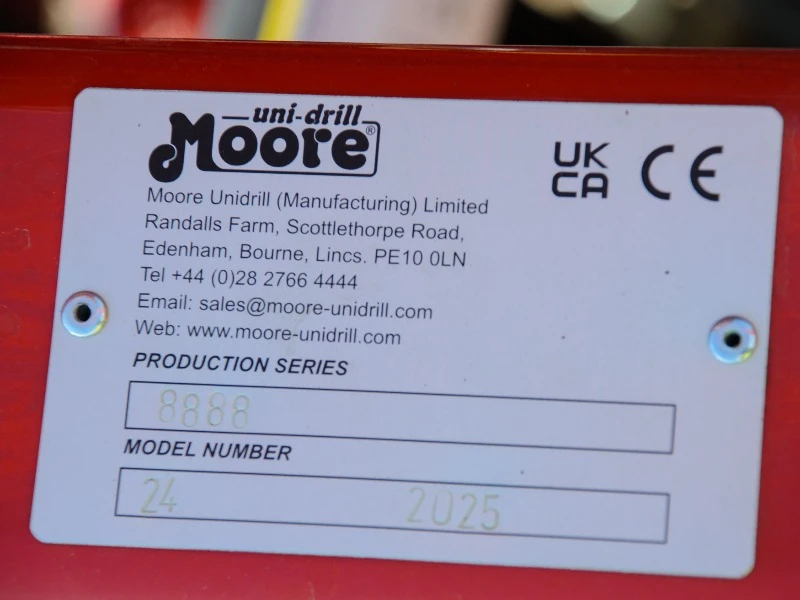 uni-drill
Moore®
UK
CA
CE
Moore Unidrill (Manufacturing) Limited
Randalls Farm, Scottlethorpe Road,
Edenham, Bourne, Lincs. PE10 0LN
Tel +44 (0)28 2766 4444
Email: sales@moore-unidrill.com
Web: www.moore-unidrill.com
PRODUCTION SERIES
8888
MODEL NUMBER
24 2025